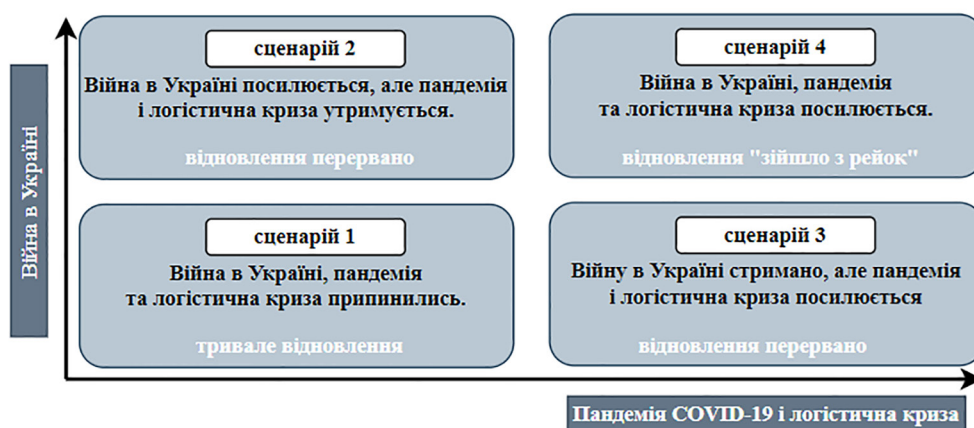 Війна в Україні
сценарій 2
Війна в Україні посилюється, але пандемія
і логістична криза утримується.
відновлення перервано
сценарій 4
Війна в Україні, пандемія
та логістична криза посилюється.
відновлення "зійшло з рейок"
сценарій 1
Війна в Україні, пандемія
та логістична криза припинились.
тривале відновлення
сценарій 3
Війну в Україні стримано, але пандемія
і логістична криза посилюється
відновлення перервано
Пандемія COVID-19 і логістична криза